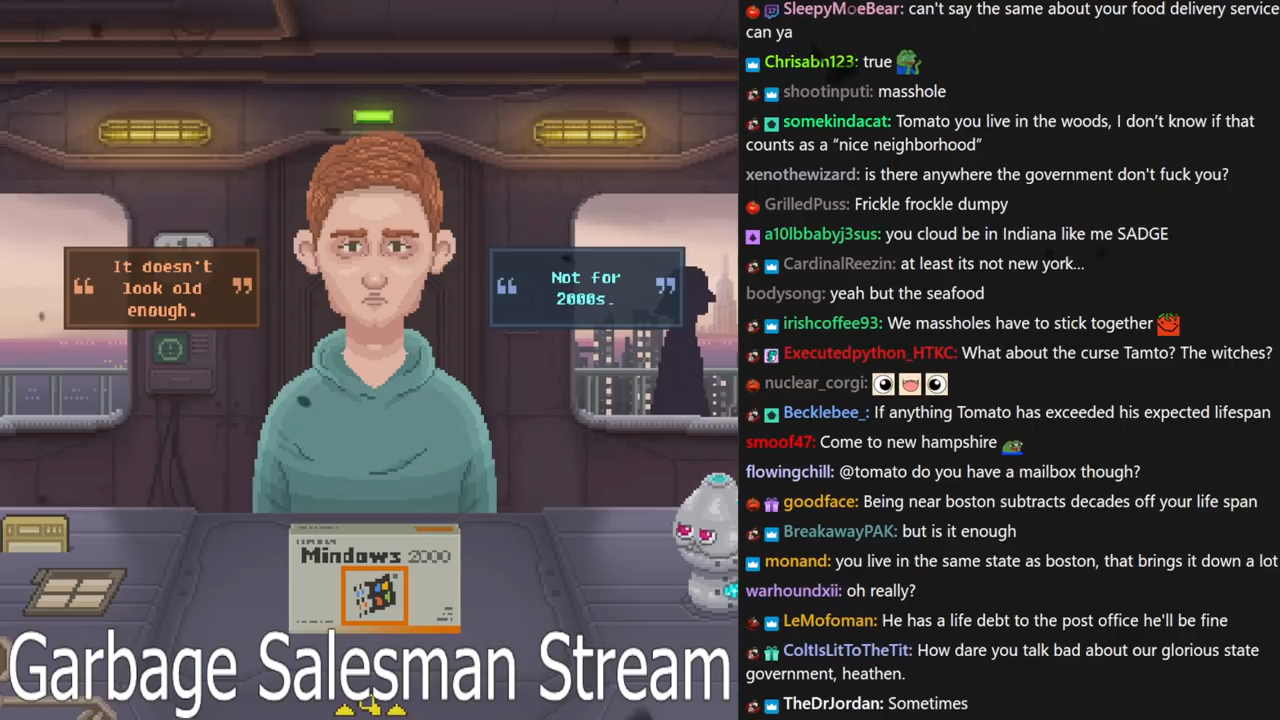 “ It doesn't
look old
enough. ”
“ Not for
2000s. ”
Mindows 2000
Garbage Salesman Stream
SleepyMoeBear: can't say the same about your food delivery service
can ya
Chrisabn123: true
shootinputi: masshole
somekindacat: Tomato you live in the woods, I don’t know if that
counts as a “nice neighborhood”
xenothewizard: is there anywhere the government don't fuck you?
GrilledPuss: Frickle frockle dumpy
a10lbbabyj3sus: you cloud be in Indiana like me SADGE
CardinalReezin: at least its not new york...
bodysong: yeah but the seafood
irishcoffee93: We massholes have to stick together
Executedpython_HTKC: What about the curse Tamto? The witches?
nuclear_corgi:
Becklebee_: If anything Tomato has exceeded his expected lifespan
smoof47: Come to new hampshire
flowingchill: @tomato do you have a mailbox though?
goodface: Being near boston subtracts decades off your life span
BreakawayPAK: but is it enough
monand: you live in the same state as boston, that brings it down a lot
warhoundxii: oh really?
LeMofoman: He has a life debt to the post office he'll be fine
ColtIsLitToTheTit: How dare you talk bad about our glorious state
government, heathen.
TheDrJordan: Sometimes